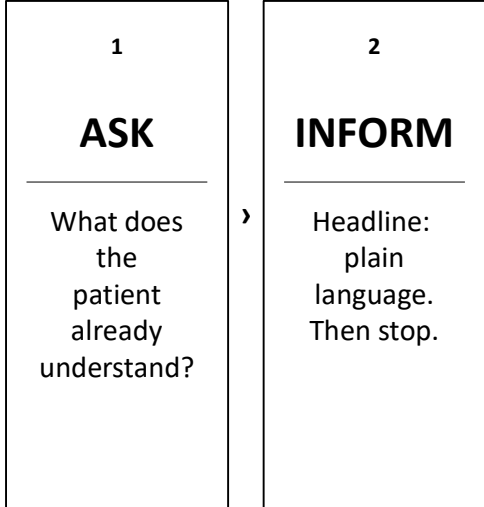 1
ASK
What does
the
patient
already
understand?
›
2
INFORM
Headline:
plain
language.
Then stop.